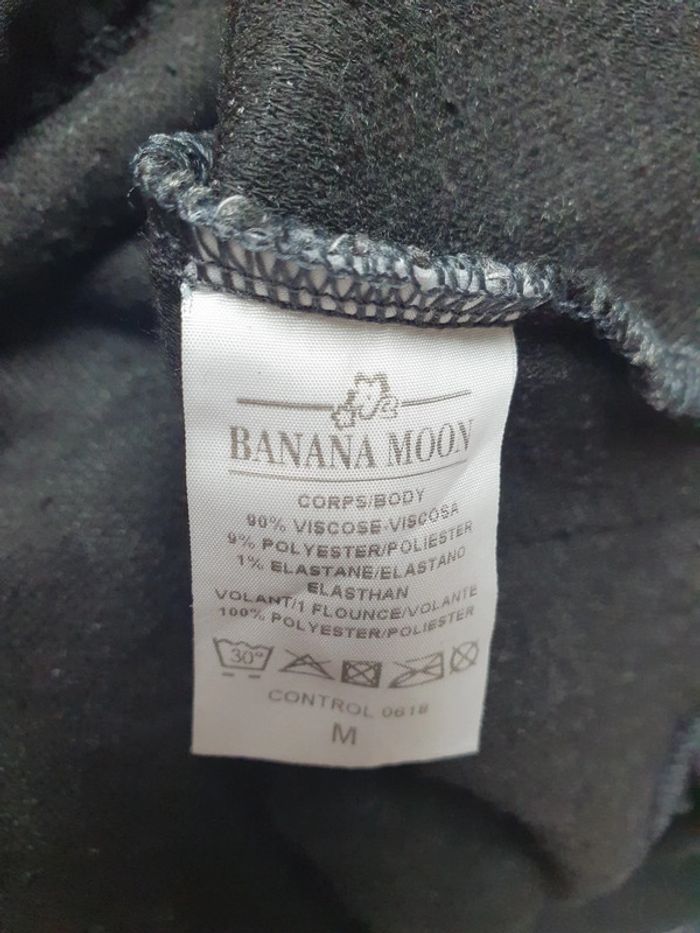 BANANA MOON
CORPS/BODY
90% VISCOSE-VISCOSA
9% POLYESTER/POLIESTER
1% ELASTANE/ELASTANO
ELASTHAN
VOLANT/1 FLOUNCE/VOLANTE
100% POLYESTER/POLIESTER
30°
CONTROL 0618
M